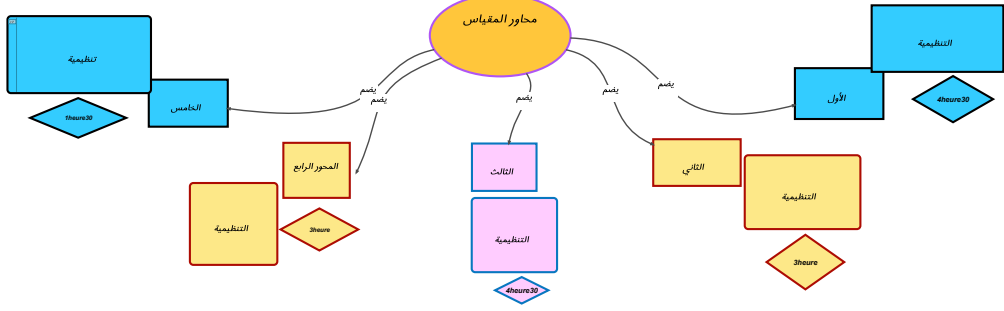 محاور المقياس
يضم
يضم
يضم
يضم
يضم
التنظيمية
الأول
4heure30
الثاني
التنظيمية
3heure
الثالث
التنظيمية
4heure30
المحور الرابع
التنظيمية
3heure
تنظيمية
الخامس
1heure30